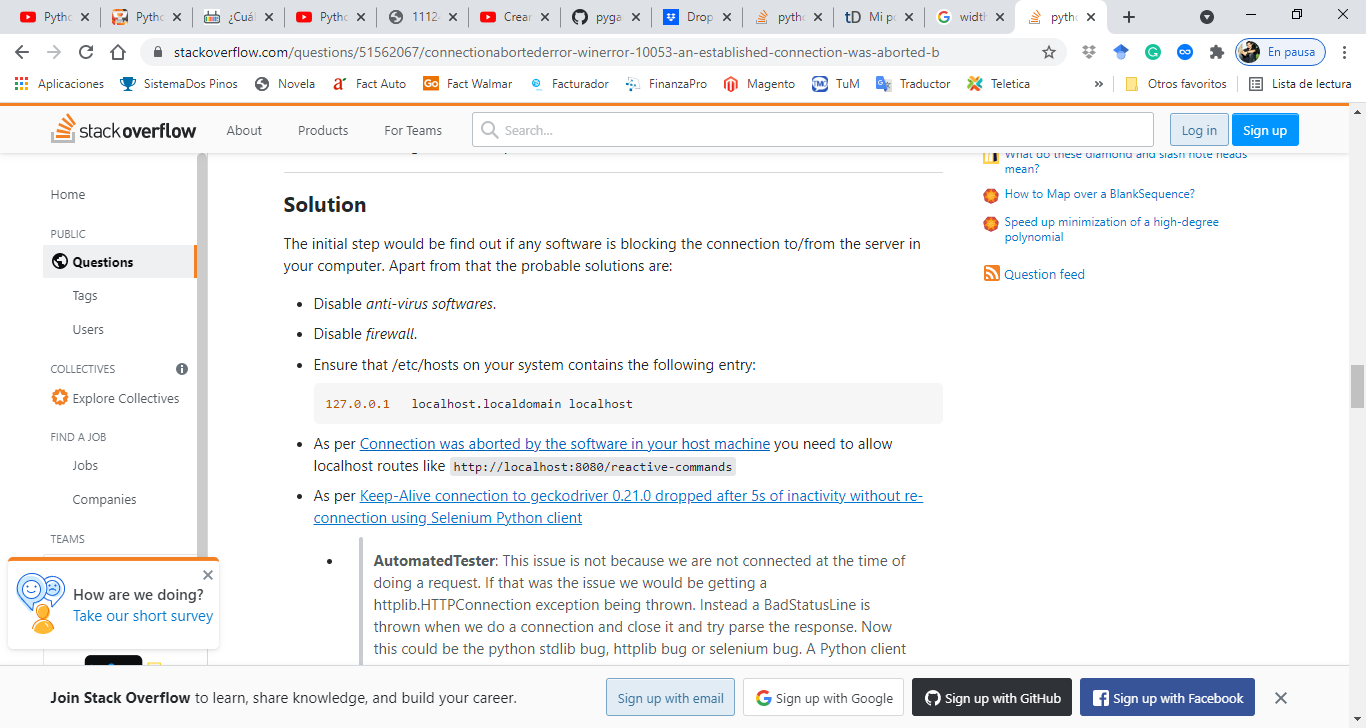 Pytho
Pytho
¿Cuál
Pytho
1112-
Crear
pyga
Drop
pytho
Mi po
width
pytho
stackoverflow.com/questions/51562067/connectionabortederror-winerror-10053-an-established-connection-was-aborted-b
En pausa
Aplicaciones
SistemaDos Pinos
Novela
Fact Auto
Fact Walmar
Facturador
FinanzaPro
Magento
TuM
Traductor
Teletica
»
Otros favoritos
Lista de lectura
stackoverflow
About
Products
For Teams
Search...
Log in
Sign up
Home
PUBLIC
Questions
Tags
Users
COLLECTIVES
Explore Collectives
FIND A JOB
Jobs
Companies
TEAMS
How are we doing?
Take our short survey
Solution
The initial step would be find out if any software is blocking the connection to/from the server in
your computer. Apart from that the probable solutions are:
• Disable anti-virus softwares.
• Disable firewall.
• Ensure that /etc/hosts on your system contains the following entry:
127.0.0.1   localhost.localdomain localhost
• As per Connection was aborted by the software in your host machine you need to allow
localhost routes like http://localhost:8080/reactive-commands
• As per Keep-Alive connection to geckodriver 0.21.0 dropped after 5s of inactivity without re-
connection using Selenium Python client
• AutomatedTester: This issue is not because we are not connected at the time of
doing a request. If that was the issue we would be getting a
httplib.HTTPConnection exception being thrown. Instead a BadStatusLine is
thrown when we do a connection and close it and try parse the response. Now
this could be the python stdlib bug, httplib bug or selenium bug. A Python client
What do these diamond and slash note heads
mean?
How to Map over a BlankSequence?
Speed up minimization of a high-degree
polynomial
Question feed
Join Stack Overflow to learn, share knowledge, and build your career.
Sign up with email
Sign up with Google
Sign up with GitHub
Sign up with Facebook